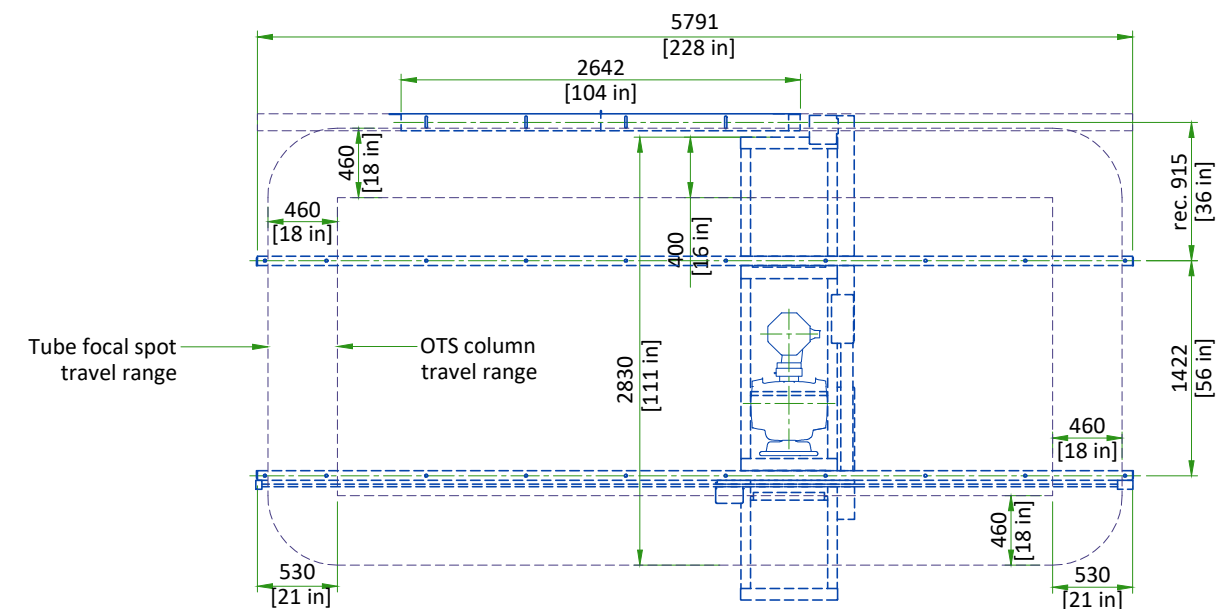 5791
[228 in]
2642
[104 in]
460
[18 in]
rec. 915
[36 in]
460
[18 in]
400
[16 in]
Tube focal spot
travel range
OTS column
travel range
2830
[111 in]
1422
[56 in]
460
[18 in]
460
[18 in]
530
[21 in]
530
[21 in]